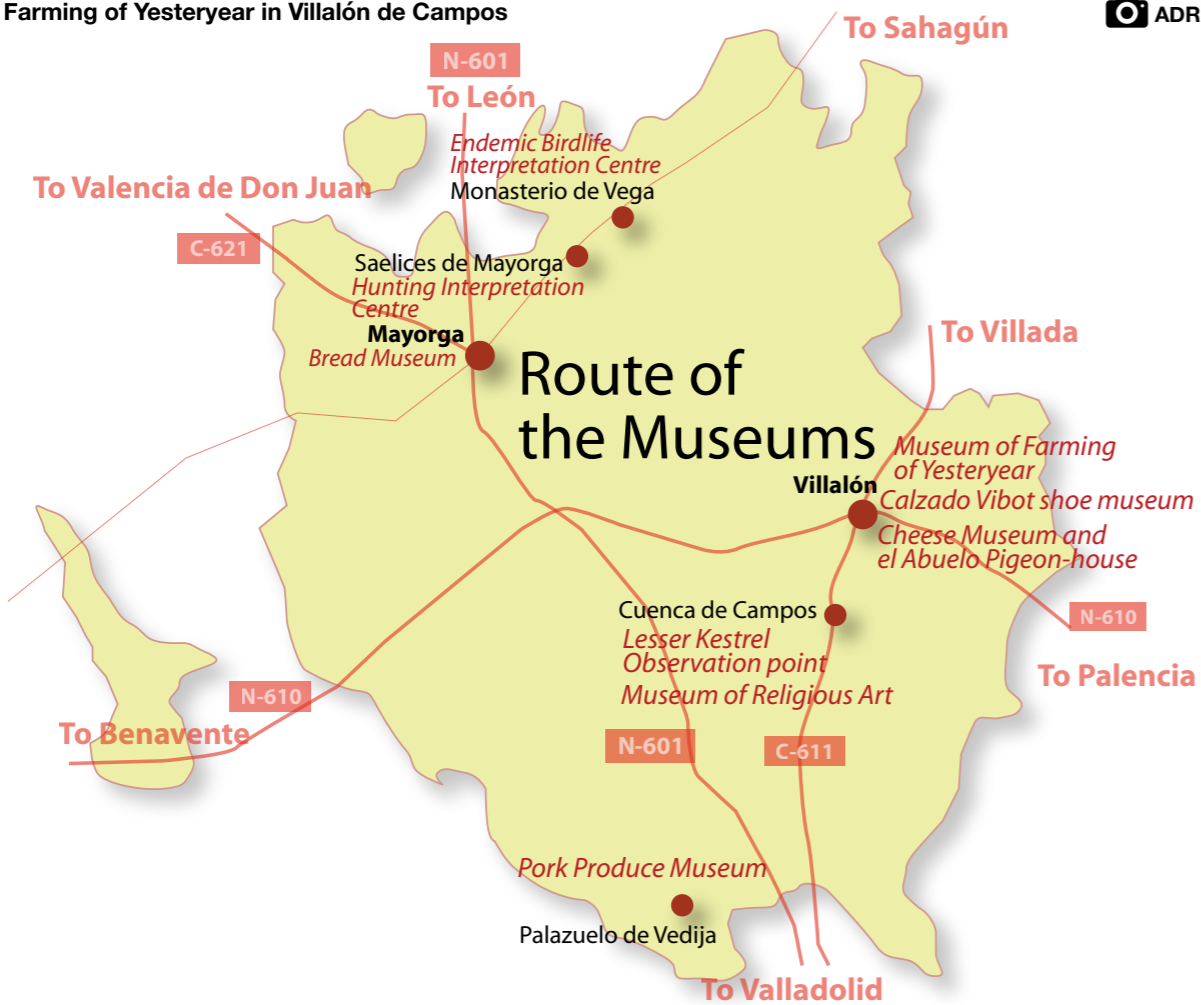 Farming of Yesteryear in Villalón de Campos
ADR
To Sahagún
N-601
To León
Endemic Birdlife
Interpretation Centre
Monasterio de Vega
To Valencia de Don Juan
C-621
Saelices de Mayorga
Hunting Interpretation
Centre
Mayorga
Bread Museum
Route of
the Museums
To Villada
Museum of Farming
of Yesteryear
Villalón
Calzado Vibot shoe museum
Cheese Museum and
el Abuelo Pigeon-house
Cuenca de Campos
Lesser Kestrel
Observation point
Museum of Religious Art
N-610
To Palencia
N-610
To Benavente
N-601
C-611
Pork Produce Museum
Palazuelo de Vedija
To Valladolid